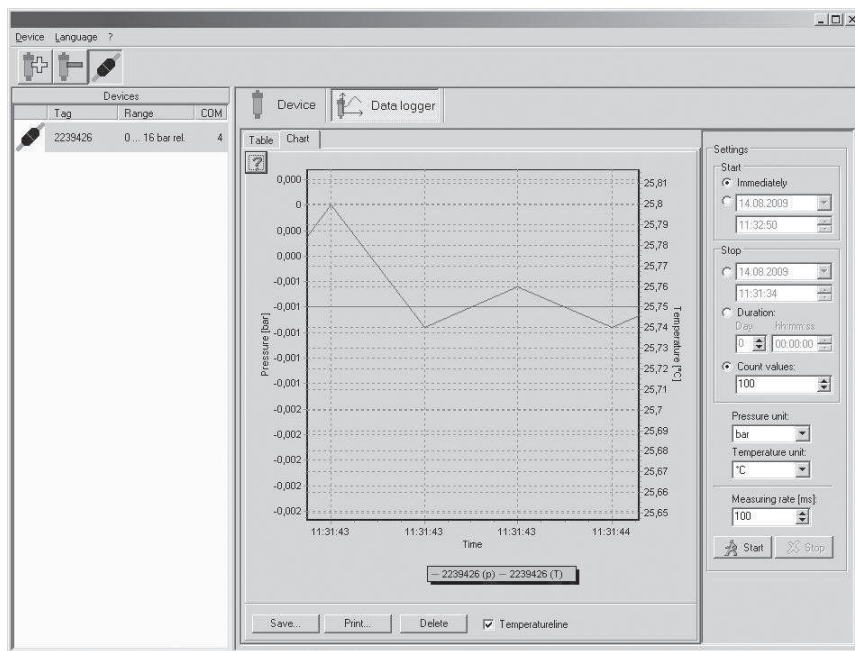 Device Language ?
Devices
Tag Range COM
2239426 0 ... 16 bar rel. 4
Device Data logger
Table Chart
?
0,000
0
0,000
0,000
-0,001
-0,001
-0,001
-0,001
-0,001
-0,002
-0,002
-0,002
-0,002
-0,002
Pressure [bar]
25,81
25,8
25,79
25,78
25,77
25,76
25,75
25,74
25,73
25,72
25,71
25,7
25,69
25,68
25,67
25,66
25,65
Temperature [°C]
11:31:43 11:31:43 11:31:43 11:31:44
Time
2239426 (p) 2239426 (T)
Save... Print... Delete Temperatureline
Settings
Start
Immediately
14.08.2009
11:32:50
Stop
14.08.2009
11:31:34
Duration:
Day hh:mm:ss
0 00:00:00
Count values:
100
Pressure unit:
bar
Temperature unit:
°C
Measuring rate [ms]:
100
Start Stop